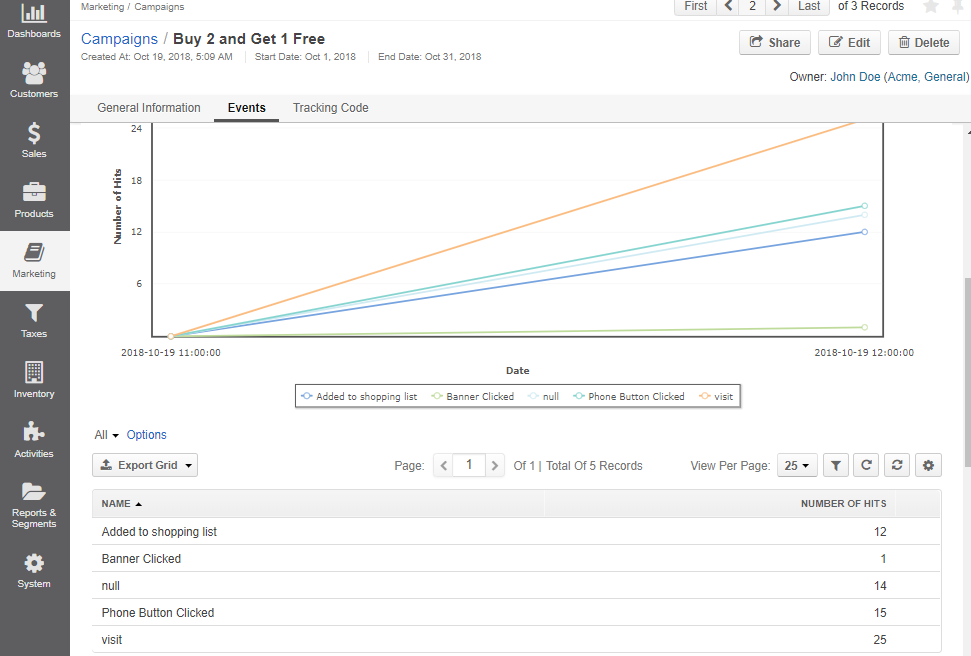 Dashboards
Customers
Sales
Products
Marketing
Taxes
Inventory
Activities
Reports &
Segments
System
Marketing / Campaigns
First 2 Last of 3 Records
Campaigns / Buy 2 and Get 1 Free
Share Edit Delete
Created At: Oct 19, 2018, 5:09 AM Start Date: Oct 1, 2018 End Date: Oct 31, 2018
Owner: John Doe (Acme, General)
General Information Events Tracking Code
24
18
12
6
Number of Hits
2018-10-19 11:00:00 2018-10-19 12:00:00
Date
Added to shopping list Banner Clicked null Phone Button Clicked visit
All Options
Export Grid Page: 1 Of 1 | Total Of 5 Records View Per Page: 25
NAME NUMBER OF HITS
Added to shopping list 12
Banner Clicked 1
null 14
Phone Button Clicked 15
visit 25